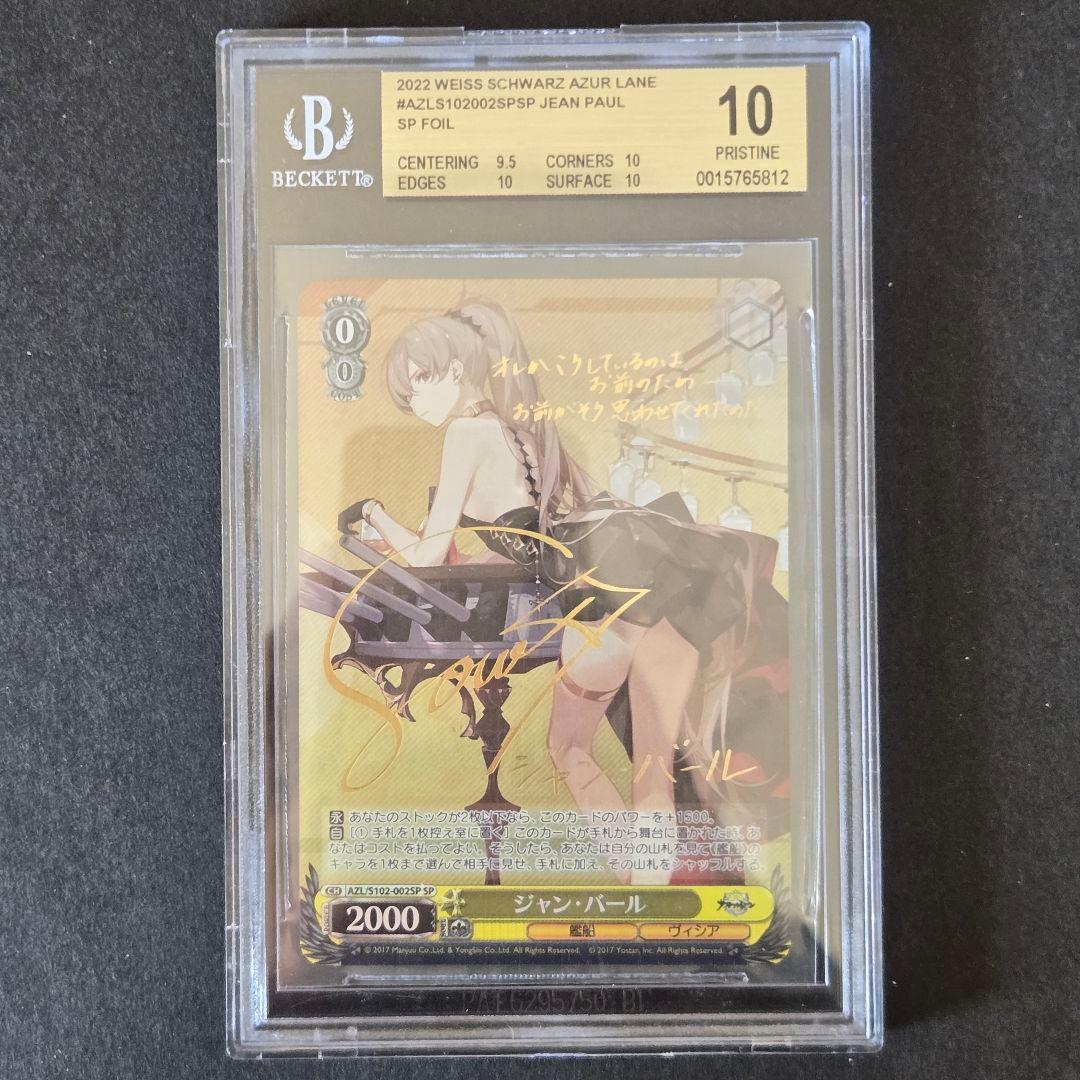 2022 WEISS SCHWARZ AZUR LANE
#AZLS102002SPSP JEAN PAUL
SP FOIL
CENTERING 9.5 CORNERS 10
EDGES 10 SURFACE 10
10
PRISTINE
0015765812
B
BECKETT®
LEVEL
0
0
COST
オレがこうしているのは
お前のため
お前がそう思わせてくれたのだ
ジャン・バール
永 あなたのストックが2枚以下なら、このカードのパワーを+1500。
自 [① 手札を1枚控え室に置く] このカードが手札から舞台に置かれた時、あ
なたはコストを払ってよい。そうしたら、あなたは自分の山札を見て《艦船》の
キャラを1枚まで選んで相手に見せ、手札に加え、その山札をシャッフルする。
CH AZL/S102-002SP SP
ジャン・バール
2000
艦船 ヴィシア
© 2017 Manjuu Co.,Ltd. & YongShi Co.,Ltd. All Rights Reserved. © 2017 Yostar, Inc. All Rights Reserved.